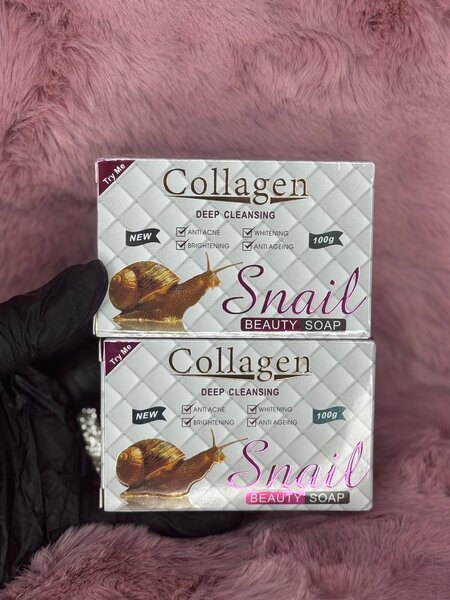 Try Me
Collagen
DEEP CLEANSING
NEW
ANTI ACNE
WHITENING
BRIGHTENING
ANTI AGEING
100g
Snail
BEAUTY SOAP
Try Me
Collagen
DEEP CLEANSING
NEW
ANTI ACNE
WHITENING
BRIGHTENING
ANTI AGEING
100g
Snail
BEAUTY SOAP